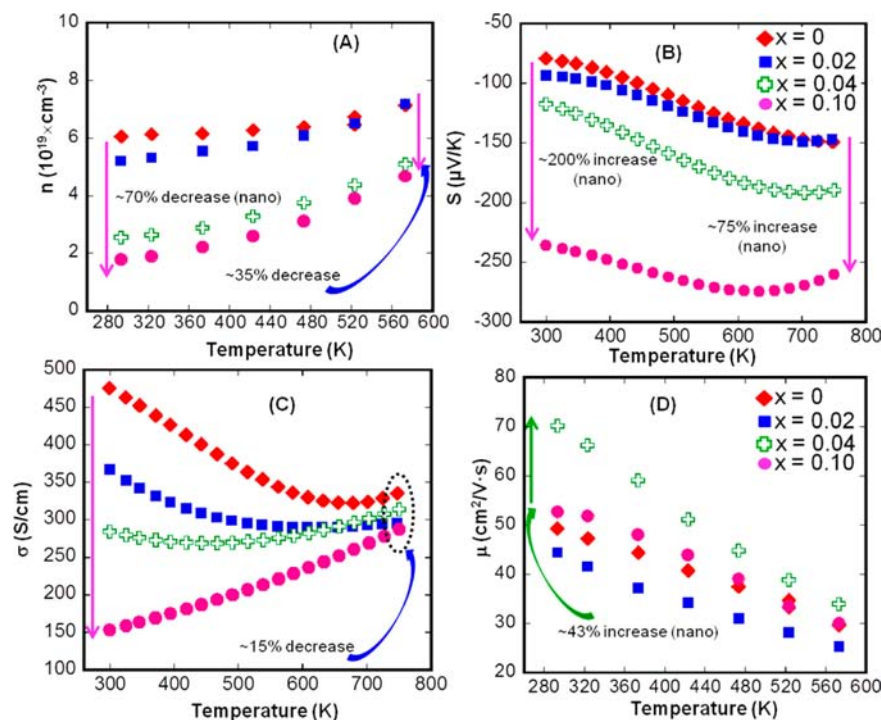 (A)
n (10¹⁹×cm⁻³)
10
8
6
4
2
0
~70% decrease (nano)
~35% decrease
280 320 360 400 440 480 520 560 600
Temperature (K)
(B)
x = 0
x = 0.02
x = 0.04
x = 0.10
S (µV/K)
-50
-100
-150
-200
-250
-300
~200% increase
(nano)
~75% increase
(nano)
300 400 500 600 700 800
Temperature (K)
(C)
σ (S/cm)
500
450
400
350
300
250
200
150
100
~15% decrease
300 400 500 600 700 800
Temperature (K)
(D)
x = 0
x = 0.02
x = 0.04
x = 0.10
µ (cm²/V·s)
80
70
60
50
40
30
20
~43% increase (nano)
280 320 360 400 440 480 520 560 600
Temperature (K)